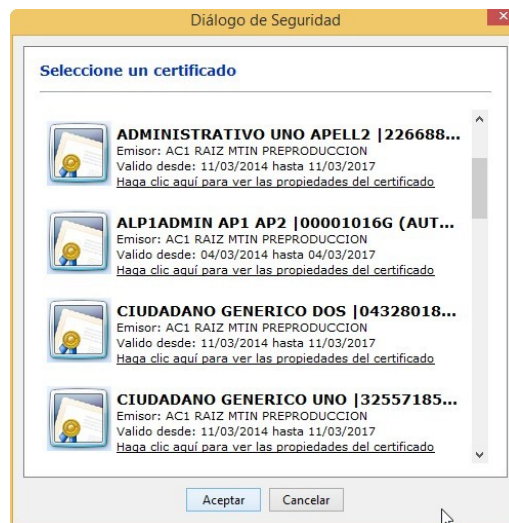 Diálogo de Seguridad
Seleccione un certificado
ADMINISTRATIVO UNO APELL2 |226688...
Emisor: AC1 RAIZ MTIN PREPRODUCCION
Valido desde: 11/03/2014 hasta 11/03/2017
Haga clic aquí para ver las propiedades del certificado
ALP1ADMIN AP1 AP2 |00001016G (AUT...
Emisor: AC1 RAIZ MTIN PREPRODUCCION
Valido desde: 04/03/2014 hasta 04/03/2017
Haga clic aquí para ver las propiedades del certificado
CIUDADANO GENERICO DOS |04328018...
Emisor: AC1 RAIZ MTIN PREPRODUCCION
Valido desde: 11/03/2014 hasta 11/03/2017
Haga clic aquí para ver las propiedades del certificado
CIUDADANO GENERICO UNO |32557185...
Emisor: AC1 RAIZ MTIN PREPRODUCCION
Valido desde: 11/03/2014 hasta 11/03/2017
Haga clic aquí para ver las propiedades del certificado
Aceptar Cancelar